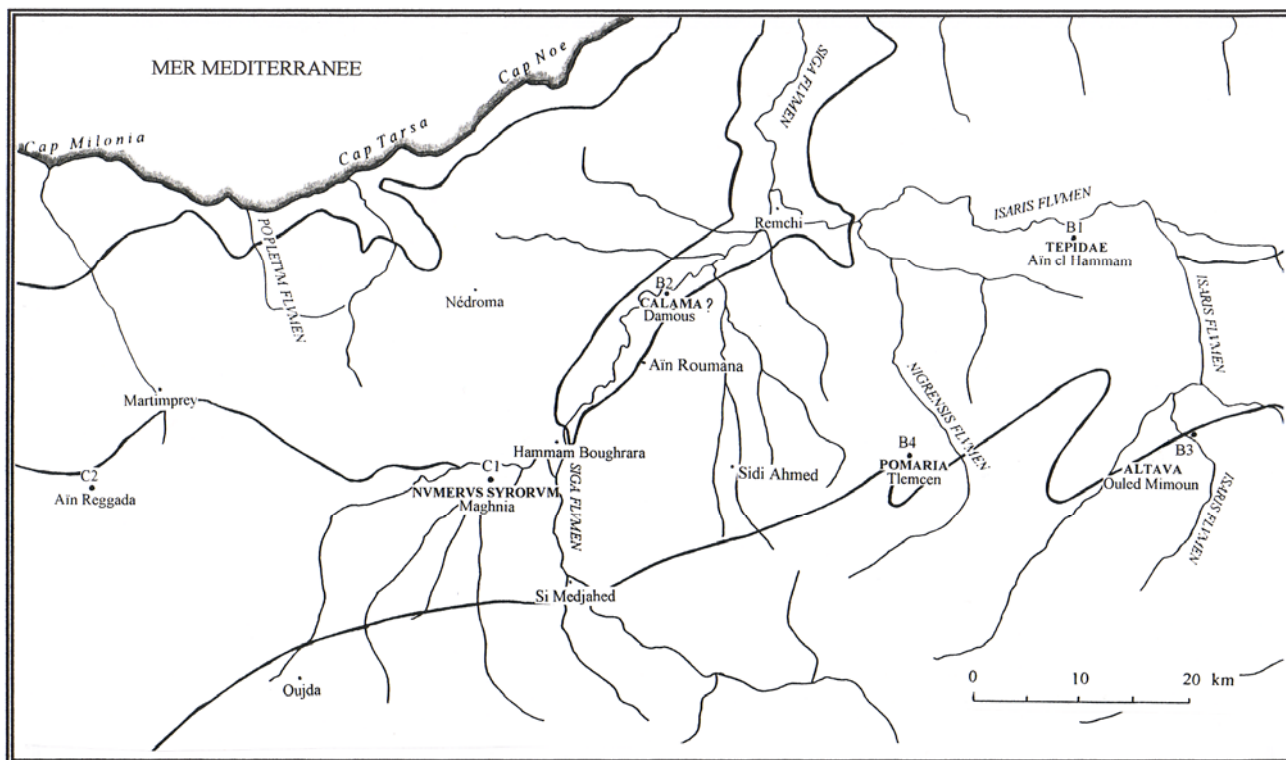 MER MEDITERRANEE
Cap Noe
Cap Tarsa
Cap Milonia
SIGA FLVMEN
ISARIS FLVMEN
Remchi
B1
TEPIDAE
Aïn el Hammam
POPLETVM FLVMEN
ISARIS FLVMEN
Nédroma
B2
CALAMA ?
Damous
Aïn Roumana
NIGRENSIS FLVMEN
Martimprey
Hammam Boughrara
B4
POMARIA
Tlemcen
B3
ALTAVA
Ouled Mimoun
ISARIS FLVMEN
C2
Aïn Reggada
C1
NVMERVS SYRORVM
Maghnia
SIGA FLVMEN
Sidi Ahmed
Si Medjahed
Oujda
0 10 20 km